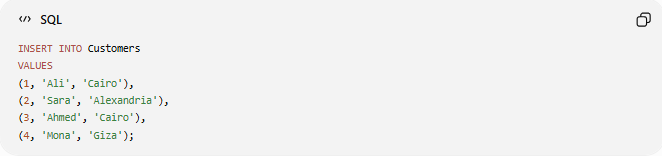 SQL
INSERT INTO Customers
VALUES
(1, 'Ali', 'Cairo'),
(2, 'Sara', 'Alexandria'),
(3, 'Ahmed', 'Cairo'),
(4, 'Mona', 'Giza');